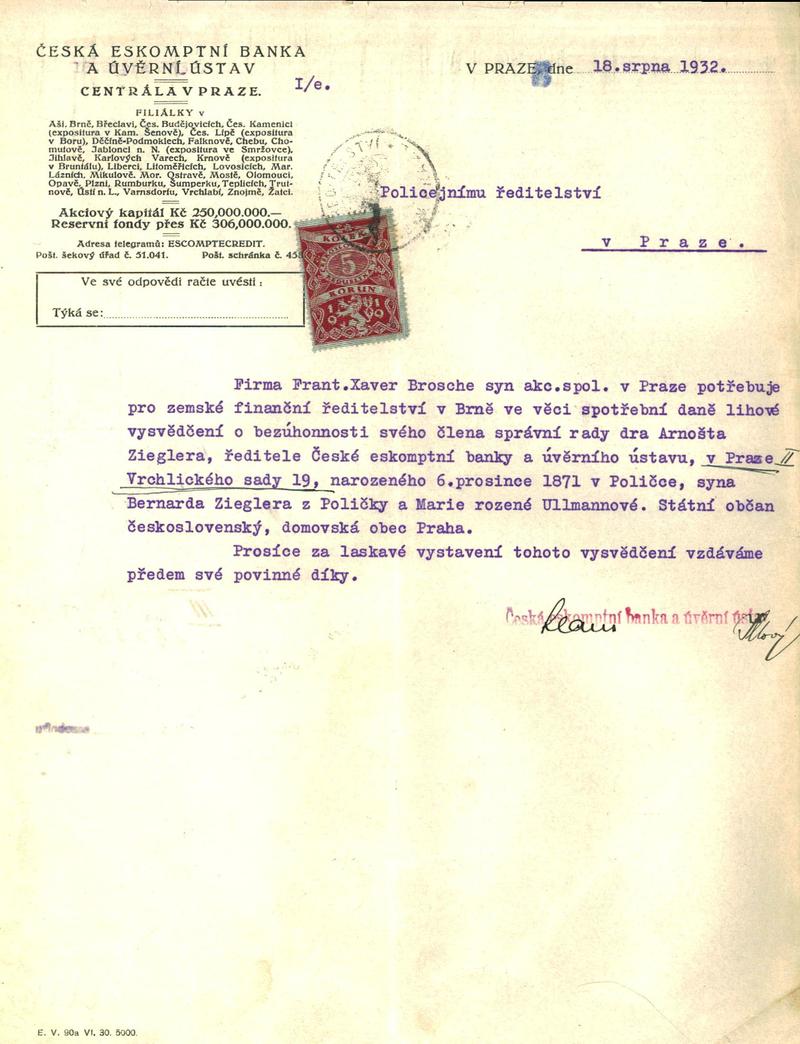 ČESKÁ ESKOMPTNÍ BANKA
A ÚVĚRNÍ ÚSTAV
CENTRÁLA V PRAZE.
I/e.
V PRAZE, dne 18.srpna 1932.
FILIÁLKY v
Aši, Brně, Břeclavi, Čes. Budějovicích, Čes. Kamenici
(expositura v Kam. Šenově), Čes. Lípě (expositura
v Boru), Děčíně-Podmoklech, Falknově, Chebu, Cho-
mutově, Jablonci n. N. (expositura ve Smržovce),
Jihlavě, Karlových Varech, Krnově (expositura
v Bruntálu), Liberci, Litoměřicích, Lovosicích, Mar.
Lázních, Mikulově, Mor. Ostravě, Mostě, Olomouci,
Opavě, Plzni, Rumburku, Šumperku, Teplicích, Trut-
nově, Ústí n. L., Varnsdorfu, Vrchlabí, Znojmě, Žatci.
Akciový kapitál Kč 250,000.000.—
Reservní fondy přes Kč 306,000.000.
Adresa telegramů: ESCOMPTECREDIT.
Pošt. šekový úřad č. 51.041. Pošt. schránka č.
Ve své odpovědi račte uvésti:
Týká se:
KOLEK
5
KORUN
1919
Policejnímu ředitelství
v Praze.
Firma Frant.Xaver Brosche syn akc.spol. v Praze potřebuje
pro zemské finanční ředitelství v Brně ve věci spotřební daně lihové
vysvědčení o bezúhonnosti svého člena správní rady dra Arnošta
Zieglera, ředitele České eskomptní banky a úvěrního ústavu, v Praze II
Vrchlického sady 19, narozeného 6.prosince 1871 v Poličce, syna
Bernarda Zieglera z Poličky a Marie rozené Ullmannové. Státní občan
československý, domovská obec Praha.
Prosíce za laskavé vystavení tohoto vysvědčení vzdáváme
předem své povinné díky.
Česká eskomptní banka a úvěrní
E. V. 90a VI. 30. 5000.